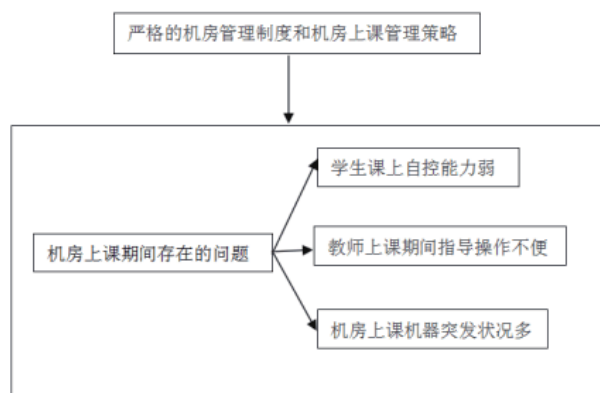 严格的机房管理制度和机房上课管理策略
学生课上自控能力弱
机房上课期间存在的问题
教师上课期间指导操作不便
机房上课机器突发状况多